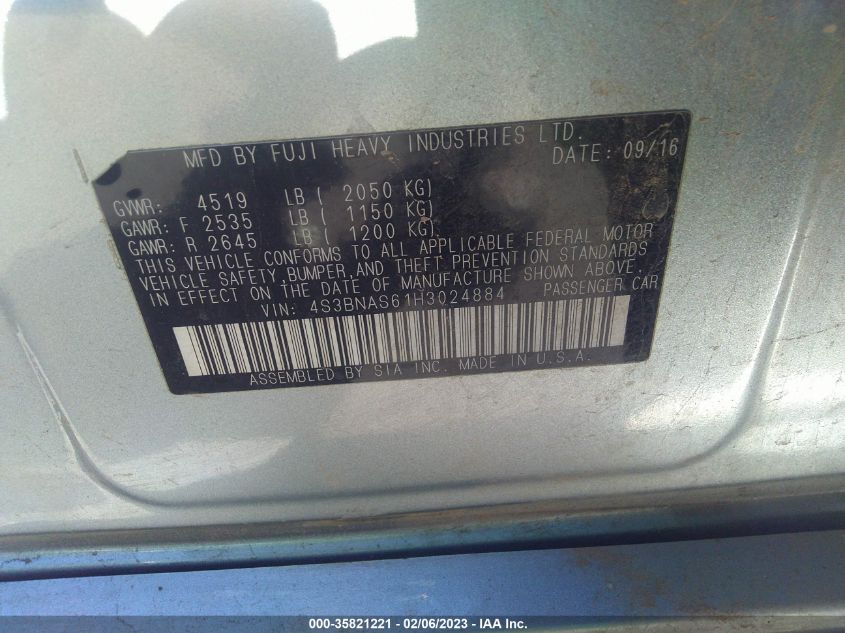 MFD BY FUJI HEAVY INDUSTRIES LTD.
DATE: 09/16
GVWR: 4519 LB ( 2050 KG)
GAWR: F 2535 LB ( 1150 KG)
GAWR: R 2645 LB ( 1200 KG)
THIS VEHICLE CONFORMS TO ALL APPLICABLE FEDERAL MOTOR
VEHICLE SAFETY, BUMPER, AND THEFT PREVENTION STANDARDS
IN EFFECT ON THE DATE OF MANUFACTURE SHOWN ABOVE.
VIN: 4S3BNAS61H3024884 PASSENGER CAR
ASSEMBLED BY SIA INC. MADE IN U.S.A.
000-35821221 - 02/06/2023 - © IAA Inc.